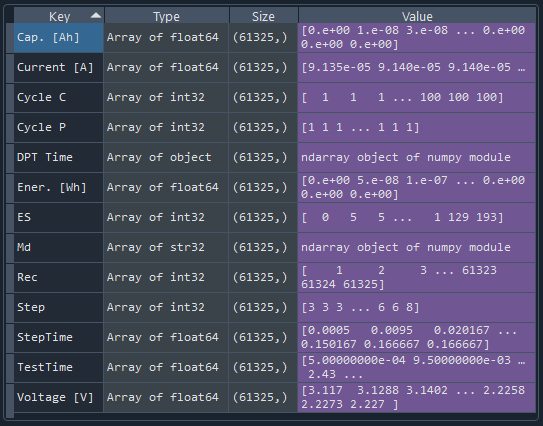 Key Type Size Value
Cap. [Ah] Array of float64 (61325,) [0.e+00 1.e-08 3.e-08 ... 0.e+00
0.e+00 0.e+00]
Current [A] Array of float64 (61325,) [9.135e-05 9.140e-05 9.140e-05 …
Cycle C Array of int32 (61325,) [  1   1   1 ... 100 100 100]
Cycle P Array of int32 (61325,) [1 1 1 ... 1 1 1]
DPT Time Array of object (61325,) ndarray object of numpy module
Ener. [Wh] Array of float64 (61325,) [0.e+00 5.e-08 1.e-07 ... 0.e+00
0.e+00 0.e+00]
ES Array of int32 (61325,) [  0   5   5 ...   1 129 193]
Md Array of str32 (61325,) ndarray object of numpy module
Rec Array of int32 (61325,) [    1     2     3 ... 61323
61324 61325]
Step Array of int32 (61325,) [3 3 3 ... 6 6 8]
StepTime Array of float64 (61325,) [0.0005   0.0095   0.020167 ...
0.150167 0.166667 0.166667]
TestTime Array of float64 (61325,) [5.00000000e-04 9.50000000e-03 …
2.43 ...
Voltage [V] Array of float64 (61325,) [3.117  3.1288 3.1402 ... 2.2258
2.2273 2.227 ]